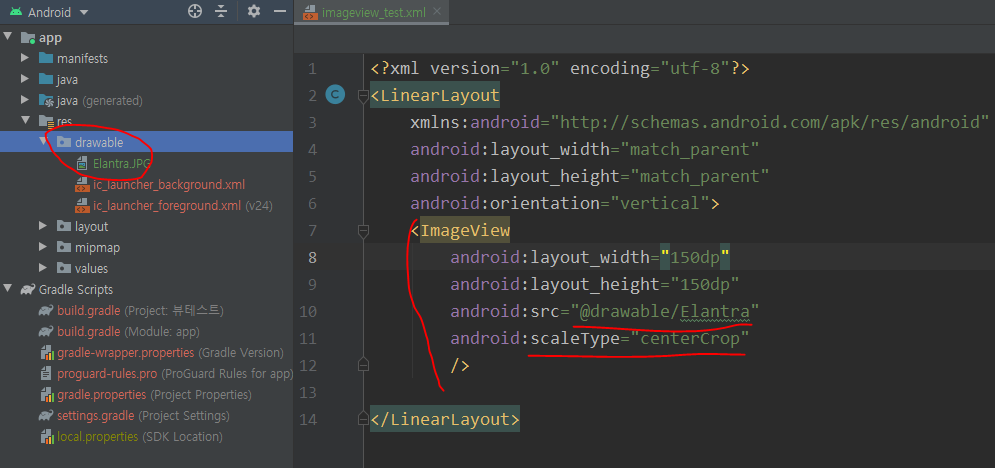 Android
app
manifests
java
java (generated)
res
drawable
Elantra.JPG
ic_launcher_background.xml
ic_launcher_foreground.xml (v24)
layout
mipmap
values
Gradle Scripts
build.gradle (Project: 뷰테스트)
build.gradle (Module: app)
gradle-wrapper.properties (Gradle Version)
proguard-rules.pro (ProGuard Rules for app)
gradle.properties (Project Properties)
settings.gradle (Project Settings)
local.properties (SDK Location)
imageview_test.xml
1 <?xml version="1.0" encoding="utf-8"?>
2 C <LinearLayout
3 xmlns:android="http://schemas.android.com/apk/res/android"
4 android:layout_width="match_parent"
5 android:layout_height="match_parent"
6 android:orientation="vertical">
7 <ImageView
8 android:layout_width="150dp"
9 android:layout_height="150dp"
10 android:src="@drawable/Elantra"
11 android:scaleType="centerCrop"
12 />
13
14 </LinearLayout>